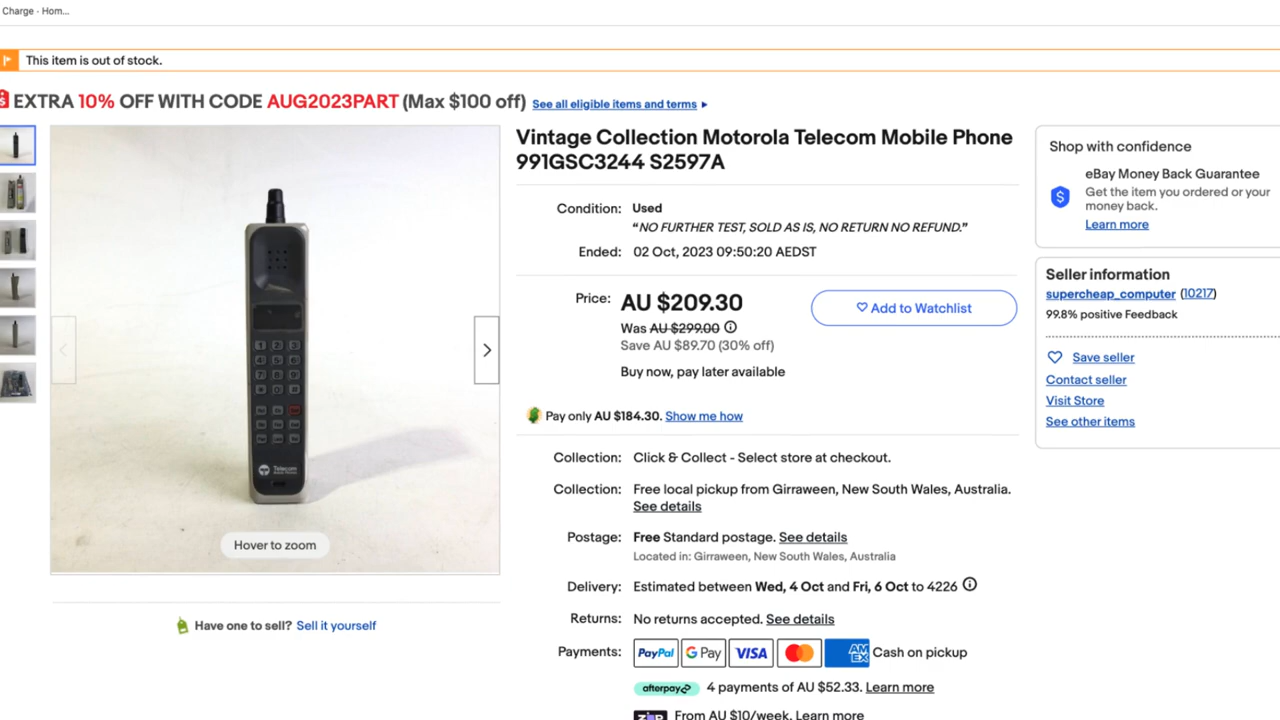 Charge - Hom...
This item is out of stock.
EXTRA 10% OFF WITH CODE AUG2023PART (Max $100 off) See all eligible items and terms
Vintage Collection Motorola Telecom Mobile Phone
991GSC3244 S2597A
Condition: Used
“NO FURTHER TEST, SOLD AS IS, NO RETURN NO REFUND.”
Ended: 02 Oct, 2023 09:50:20 AEDST
Price: AU $209.30
Add to Watchlist
Was AU $299.00
Save AU $89.70 (30% off)
Buy now, pay later available
Pay only AU $184.30. Show me how
Collection: Click & Collect - Select store at checkout.
Collection: Free local pickup from Girraween, New South Wales, Australia.
See details
Postage: Free Standard postage. See details
Located in: Girraween, New South Wales, Australia
Delivery: Estimated between Wed, 4 Oct and Fri, 6 Oct to 4226
Returns: No returns accepted. See details
Payments: PayPal G Pay VISA AMEX Cash on pickup
afterpay 4 payments of AU $52.33. Learn more
Zip From AU $10/week. Learn more
Telecom
Hover to zoom
Have one to sell? Sell it yourself
Shop with confidence
eBay Money Back Guarantee
Get the item you ordered or your
money back.
Learn more
Seller information
supercheap_computer (10217)
99.8% positive Feedback
Save seller
Contact seller
Visit Store
See other items